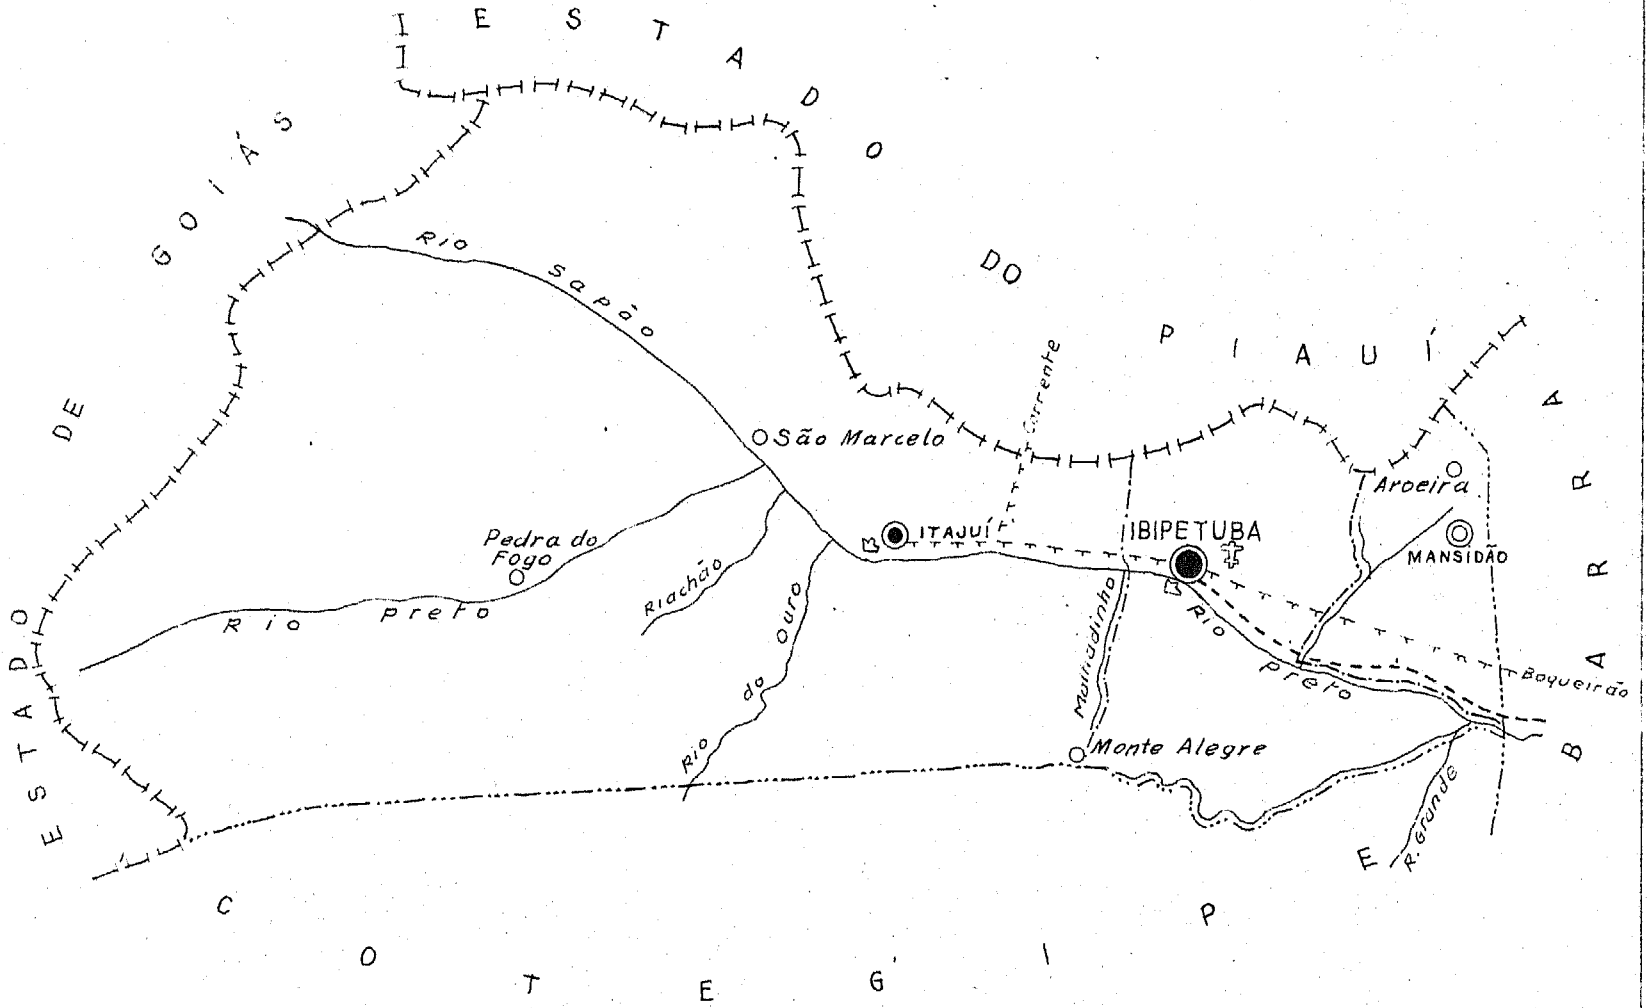 ESTADO DO PIAUÍ
ESTADO DE GOIÁS
Rio Sapão
Corrente
São Marcelo
Aroeira
ITAJUÍ
IBIPETUBA
MANSIDÃO
Pedra do
Fogo
Riachão
Rio Preto
Rio do Ouro
Malhadinho
Rio Preto
Boqueirão
Monte Alegre
R. Grande
BARRA
COTEGIPE